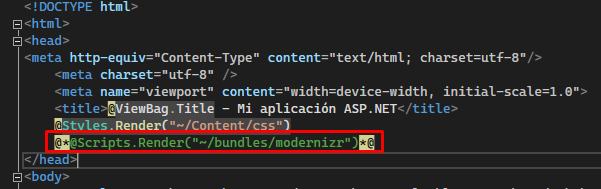 <!DOCTYPE html>
<html>
<head>
<meta http-equiv="Content-Type" content="text/html; charset=utf-8"/>
<meta charset="utf-8" />
<meta name="viewport" content="width=device-width, initial-scale=1.0">
<title>@ViewBag.Title - Mi aplicación ASP.NET</title>
@Styles.Render("~/Content/css")
@*@Scripts.Render("~/bundles/modernizr")*@
</head>
<body>